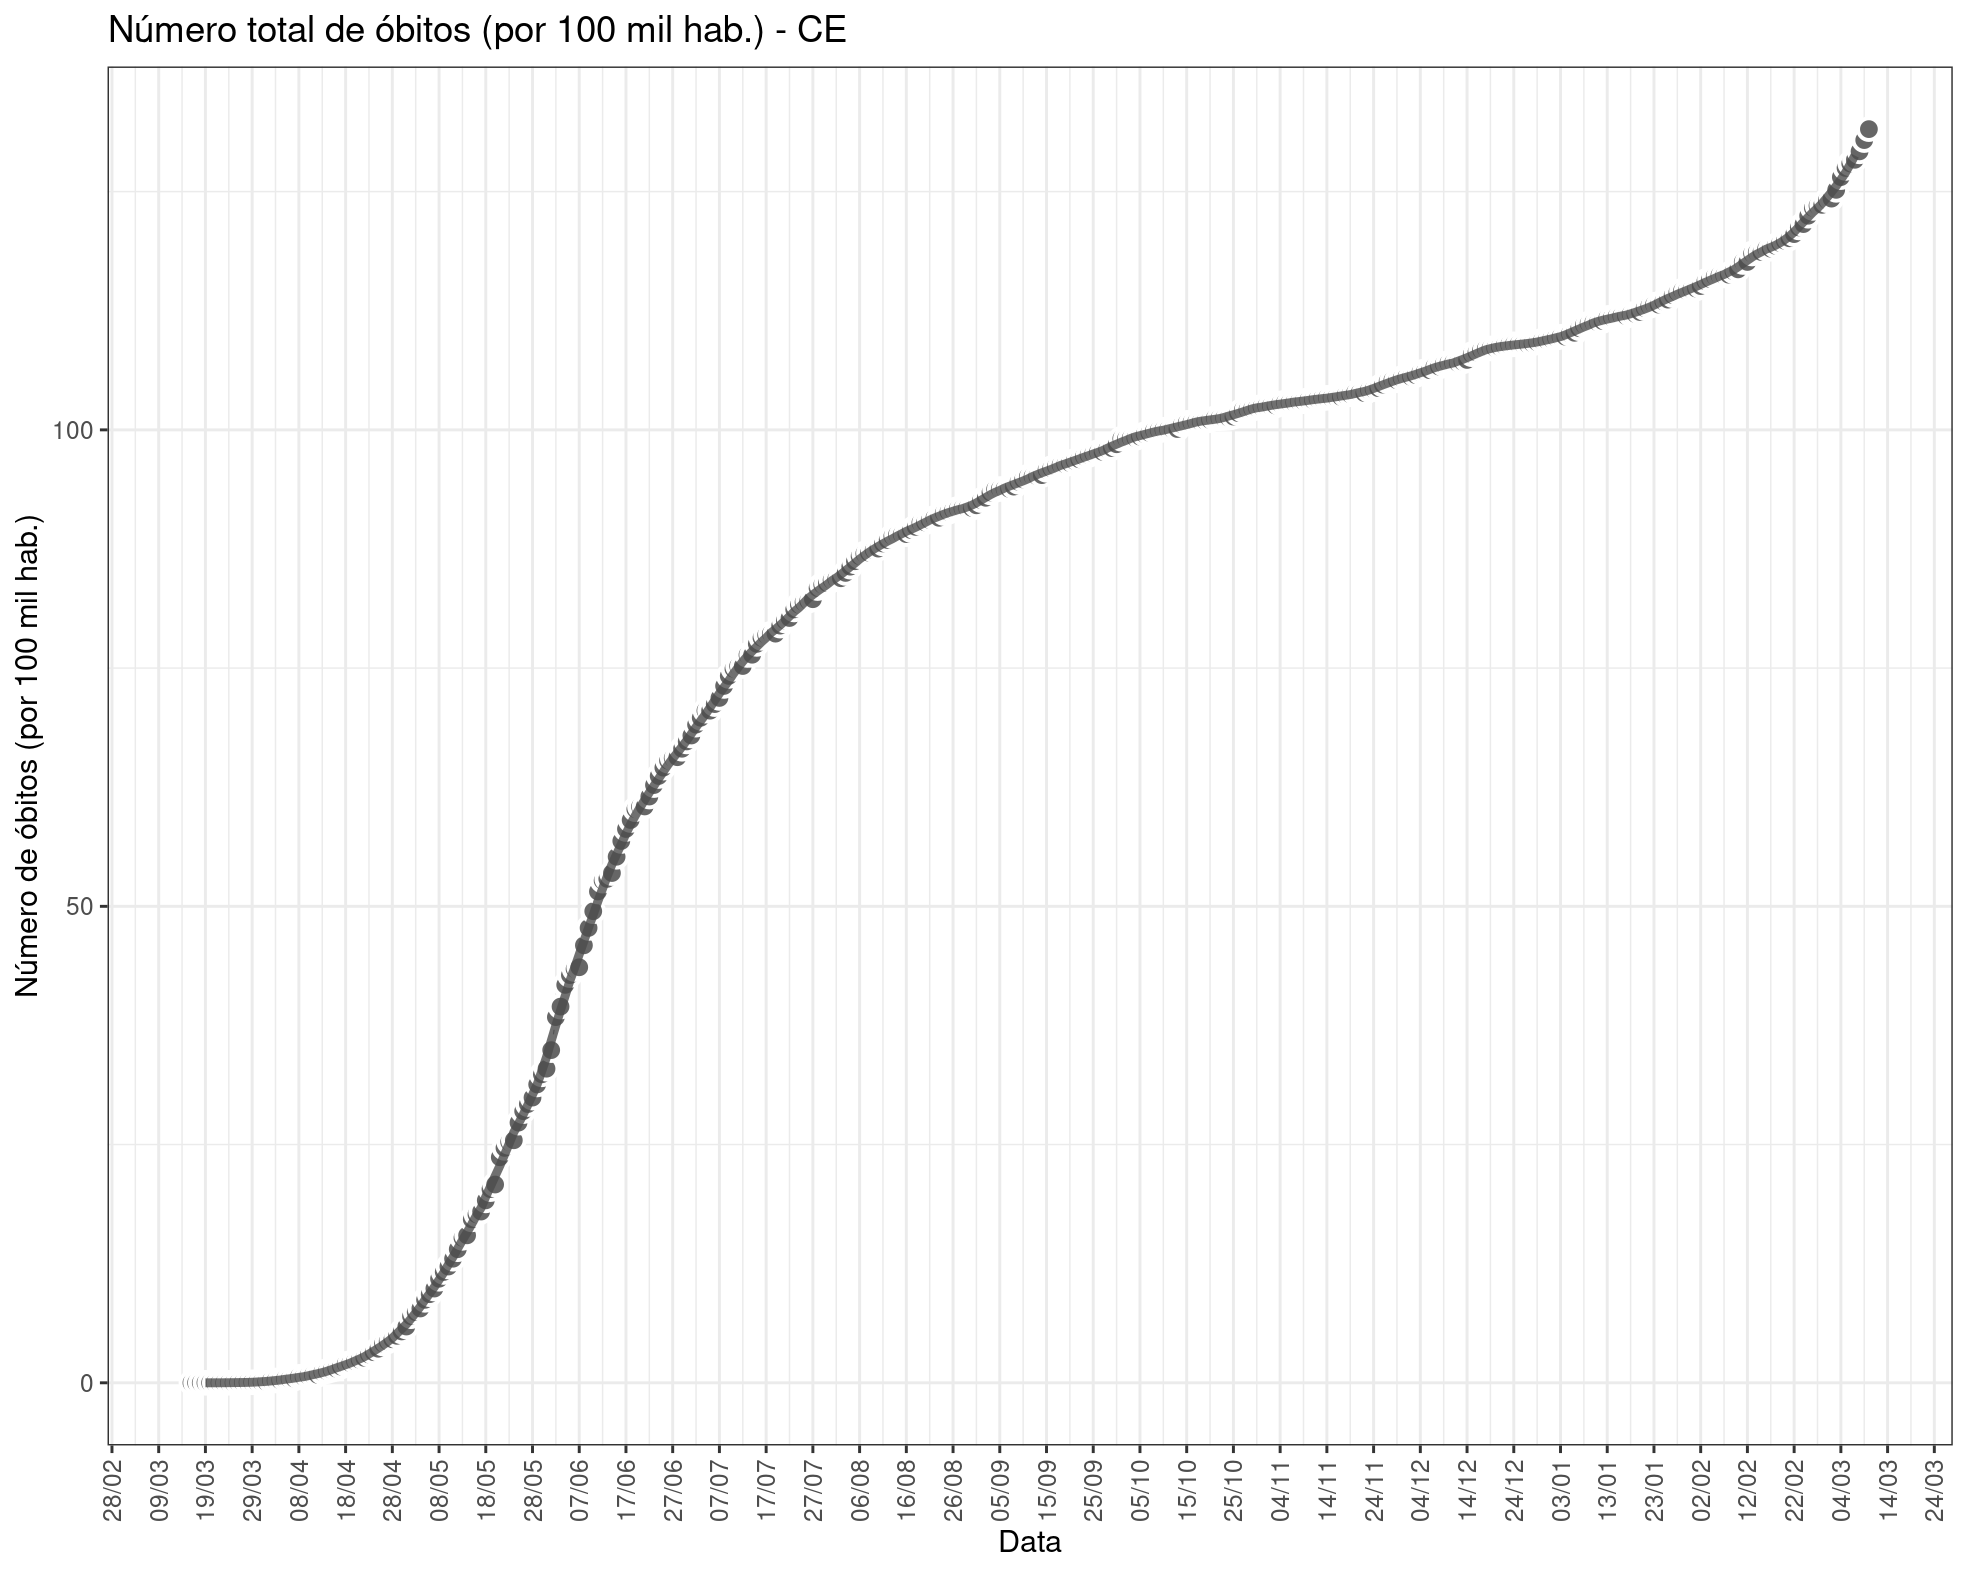 Número total de óbitos (por 100 mil hab.) - CE
Número de óbitos (por 100 mil hab.)
100
50
0
28/02 09/03 19/03 29/03 08/04 18/04 28/04 08/05 18/05 28/05 07/06 17/06 27/06 07/07 17/07 27/07 06/08 16/08 26/08 05/09 15/09 25/09 05/10 15/10 25/10 04/11 14/11 24/11 04/12 14/12 24/12 03/01 13/01 23/01 02/02 12/02 22/02 04/03 14/03 24/03
Data